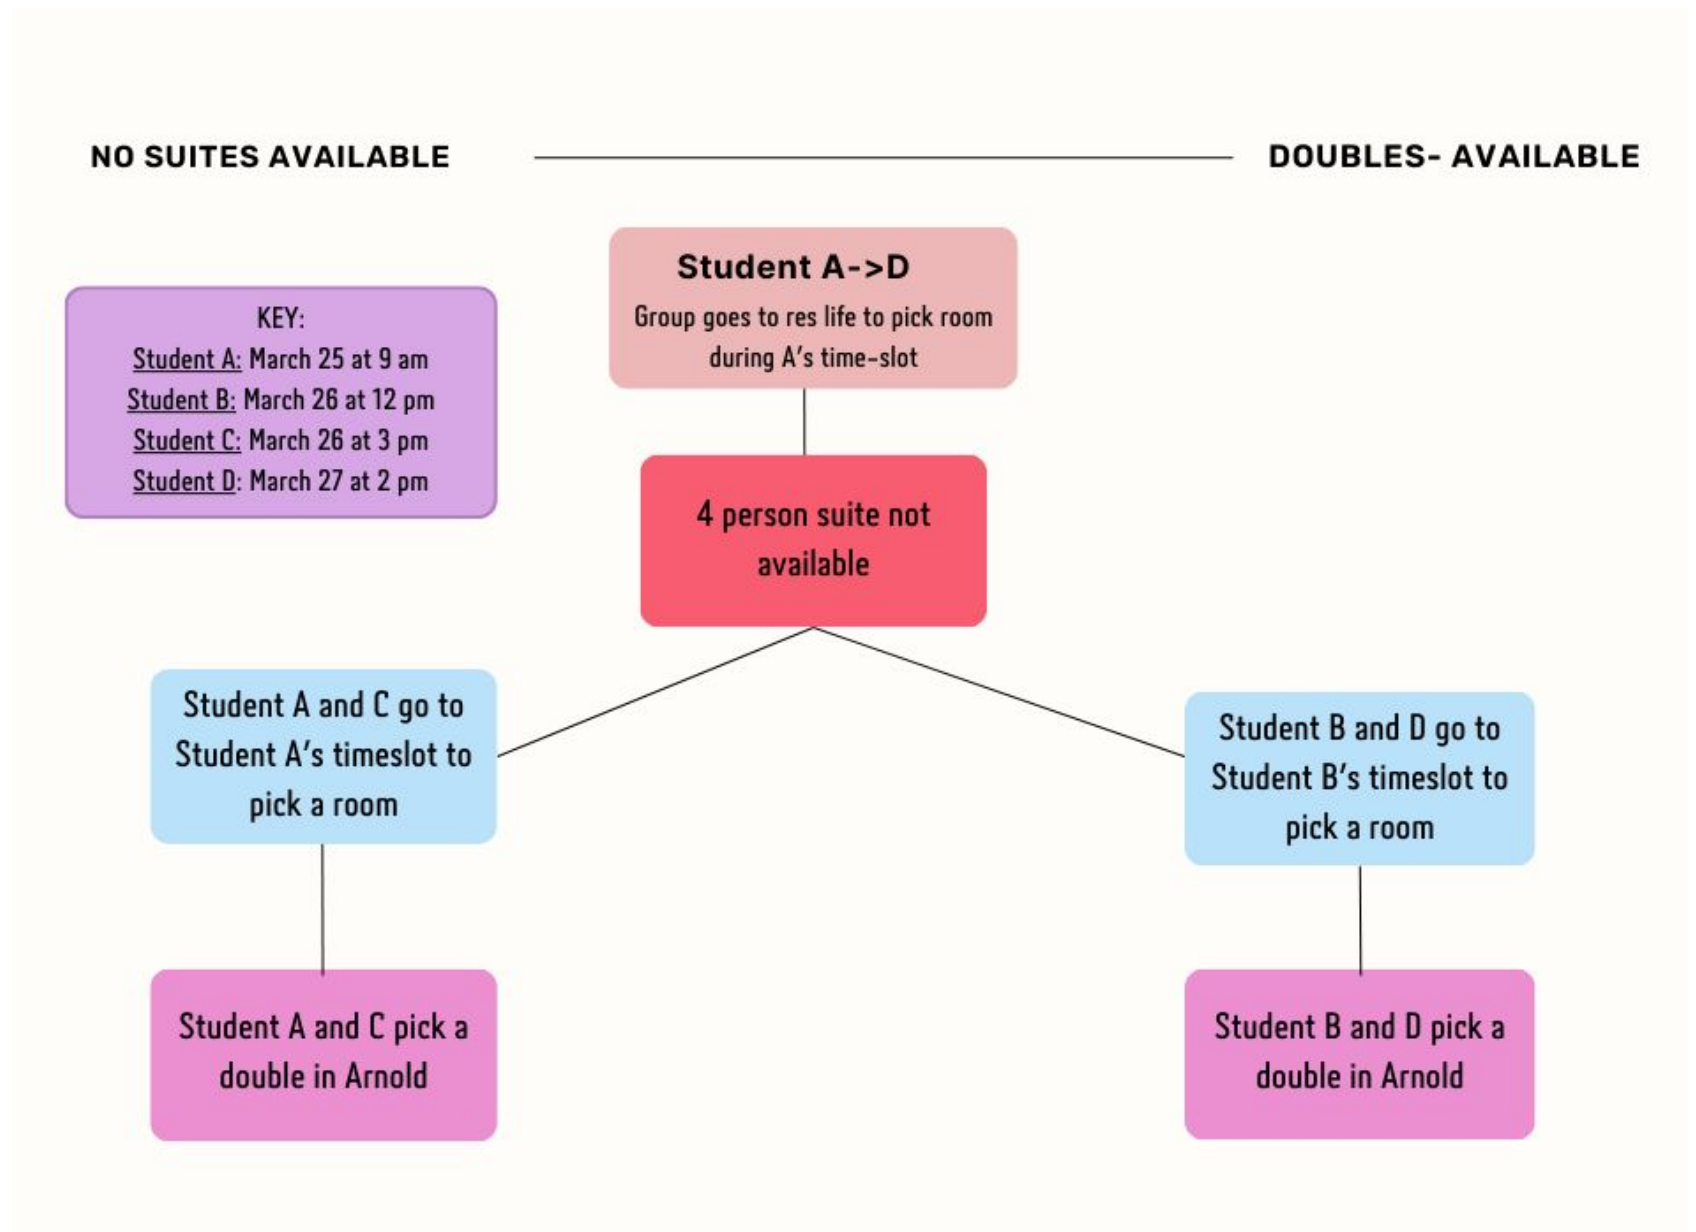 NO SUITES AVAILABLE
DOUBLES- AVAILABLE
Student A->D
Group goes to res life to pick room
during A's time-slot
KEY:
Student A: March 25 at 9 am
Student B: March 26 at 12 pm
Student C: March 26 at 3 pm
Student D: March 27 at 2 pm
4 person suite not
available
Student A and C go to
Student A's timeslot to
pick a room
Student B and D go to
Student B's timeslot to
pick a room
Student A and C pick a
double in Arnold
Student B and D pick a
double in Arnold